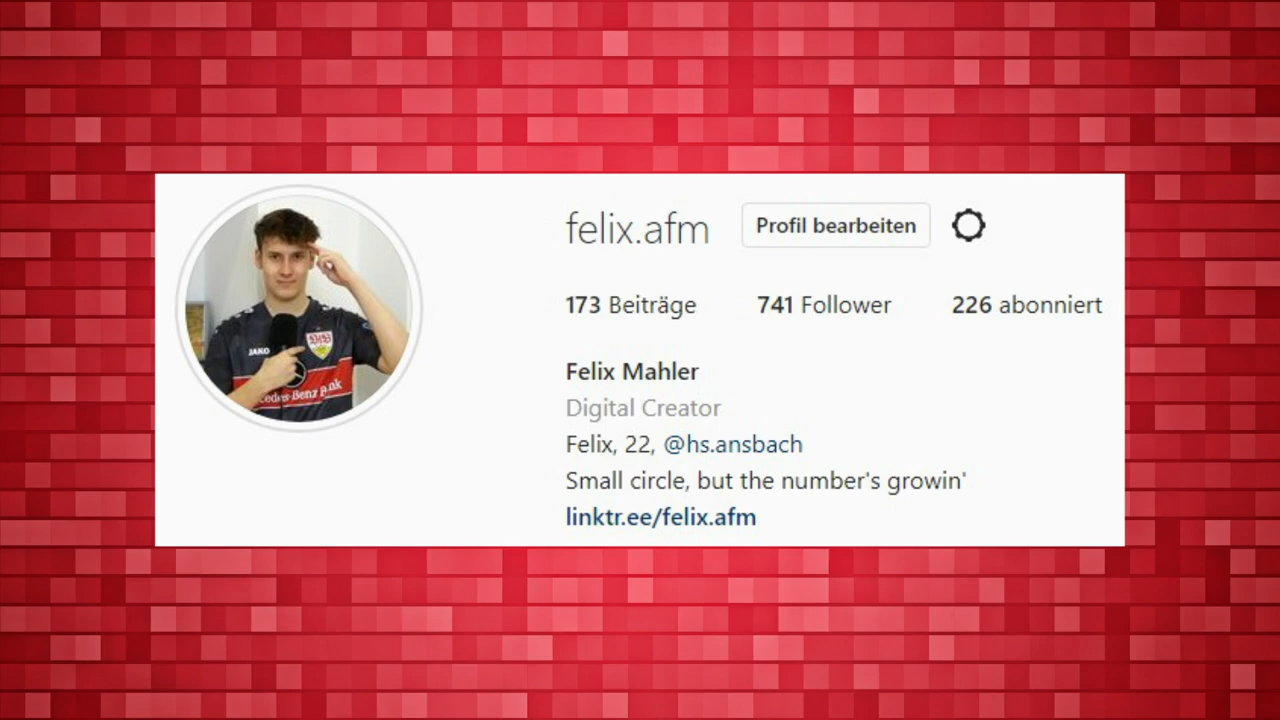 felix.afm Profil bearbeiten
173 Beiträge 741 Follower 226 abonniert
Felix Mahler
Digital Creator
Felix, 22, @hs.ansbach
Small circle, but the number's growin'
linktr.ee/felix.afm
JAKO